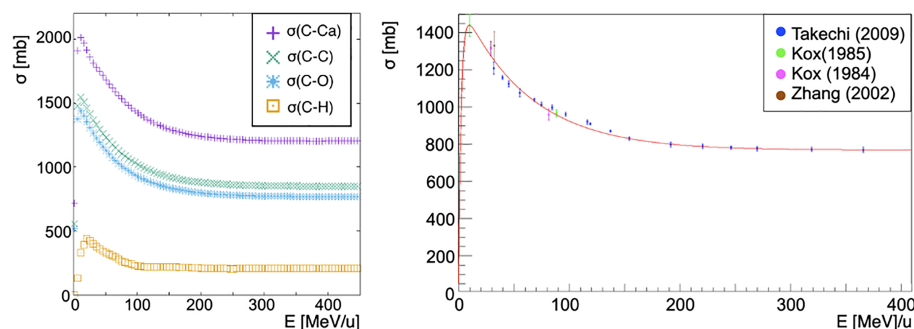 σ [mb]
2000
1500
1000
500
0
0
100
200
300
400
E [MeV/u]
σ(C-Ca)
σ(C-C)
σ(C-O)
σ(C-H)
σ [mb]
1400
1200
1000
800
600
400
200
0
0
100
200
300
400
E [MeV]/u
Takechi (2009)
Kox(1985)
Kox (1984)
Zhang (2002)